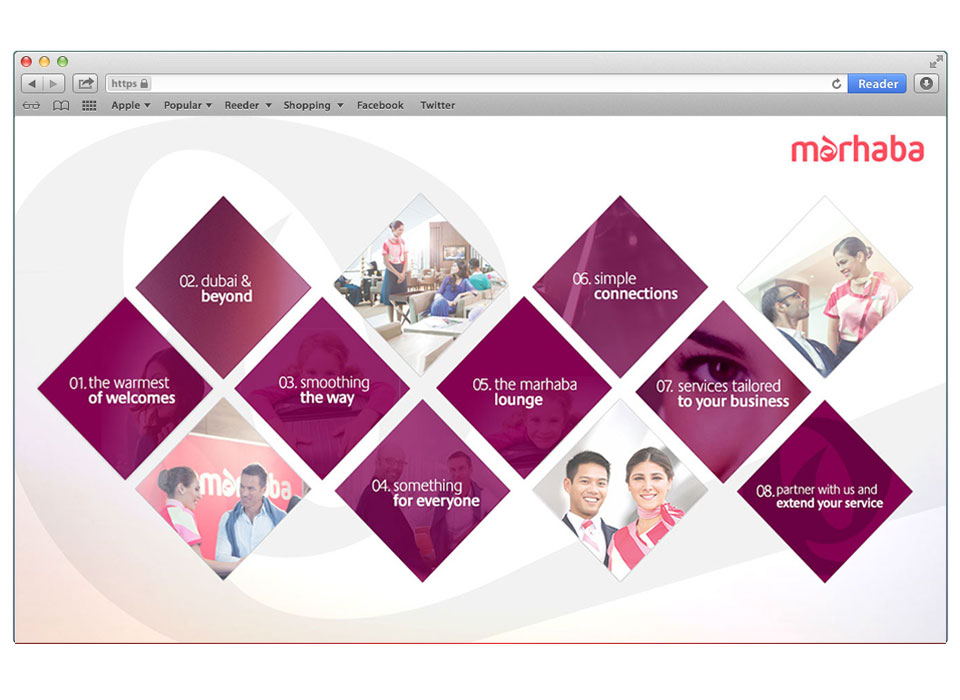 https
Reader
Apple
Popular
Reeder
Shopping
Facebook
Twitter
marhaba
01. the warmest
of welcomes
02. dubai &
beyond
03. smoothing
the way
04. something
for everyone
05. the marhaba
lounge
06. simple
connections
07. services tailored
to your business
08. partner with us and
extend your service
marhaba